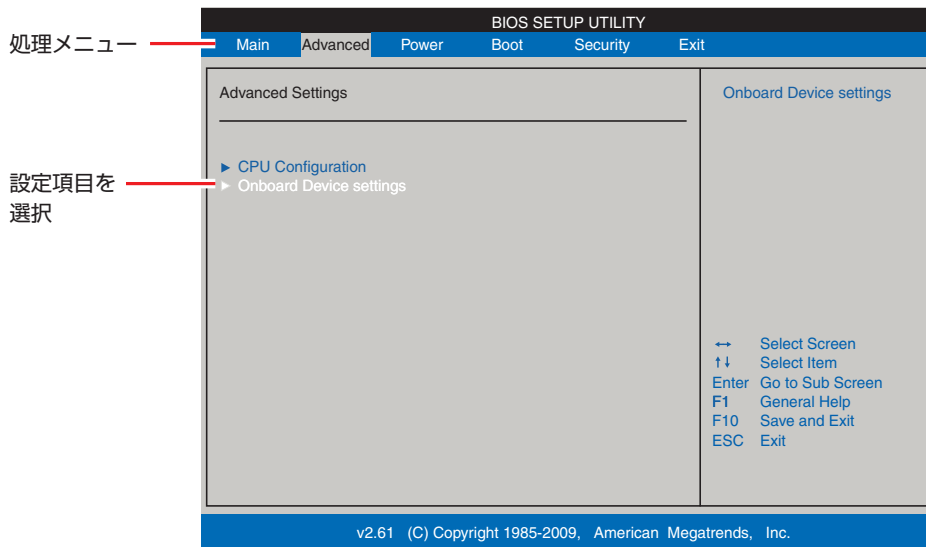 BIOS SETUP UTILITY
処理メニュー
Main Advanced Power Boot Security Exit
Advanced Settings
Onboard Device settings
► CPU Configuration
► Onboard Device settings
設定項目を
選択
↔ Select Screen
↑↓ Select Item
Enter Go to Sub Screen
F1 General Help
F10 Save and Exit
ESC Exit
v2.61 (C) Copyright 1985-2009, American Megatrends, Inc.